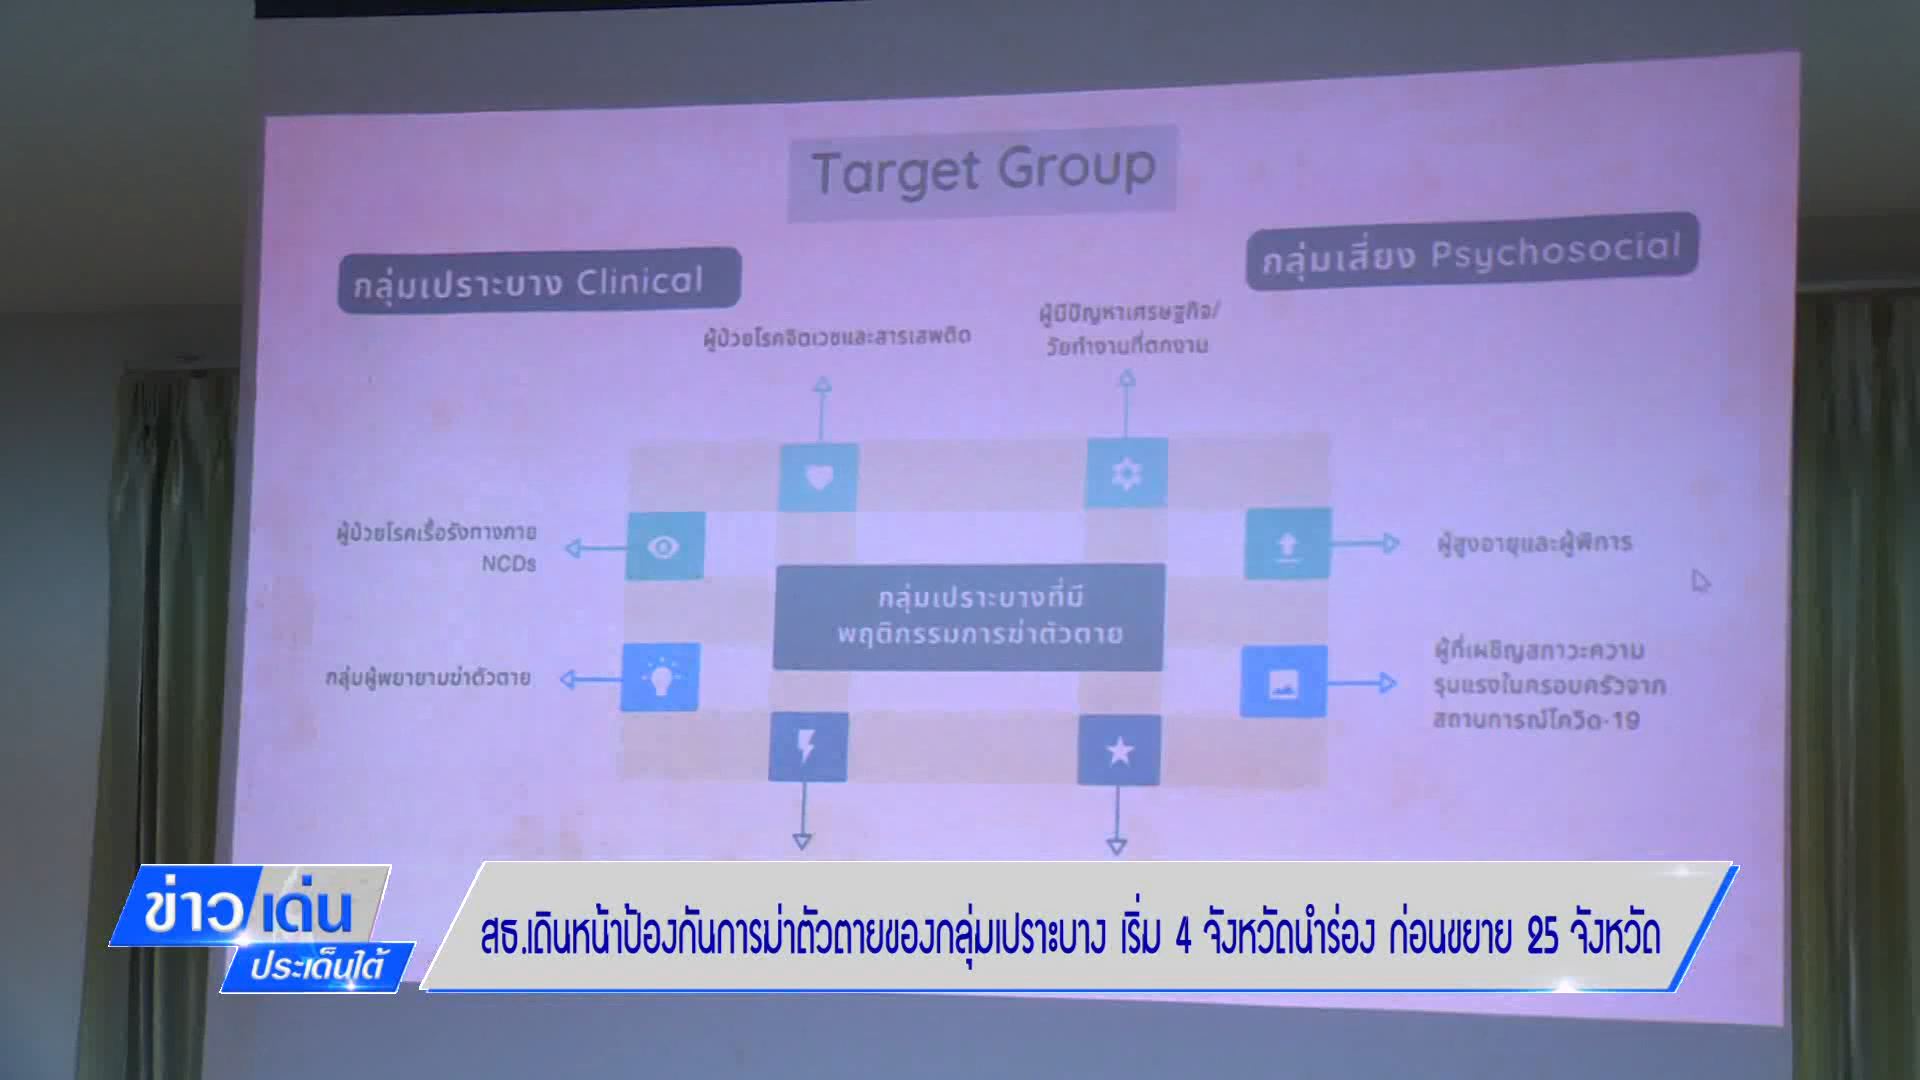 Target Group
กลุ่มเปราะบาง Clinical
กลุ่มเสี่ยง Psychosocial
ผู้ป่วยโรคจิตเวชและสารเสพติด
ผู้มีปัญหาเศรษฐกิจ/
วัยทำงานที่ตกงาน
ผู้ป่วยโรคเรื้อรังทางกาย
NCDs
ผู้สูงอายุและผู้พิการ
กลุ่มเปราะบางที่มี
พฤติกรรมการฆ่าตัวตาย
กลุ่มผู้พยายามฆ่าตัวตาย
ผู้ที่เผชิญสภาวะความ
รุนแรงในครอบครัวจาก
สถานการณ์โควิด-19
ข่าวเด่น
ประเด็นใต้
สธ.เดินหน้าป้องกันการฆ่าตัวตายของกลุ่มเปราะบาง เริ่ม 4 จังหวัดนำร่อง ก่อนขยาย 25 จังหวัด